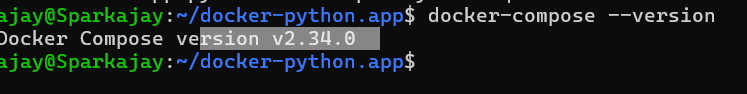 ajay@Sparkajay:~/docker-python.app$ docker-compose --version
Docker Compose version v2.34.0
ajay@Sparkajay:~/docker-python.app$